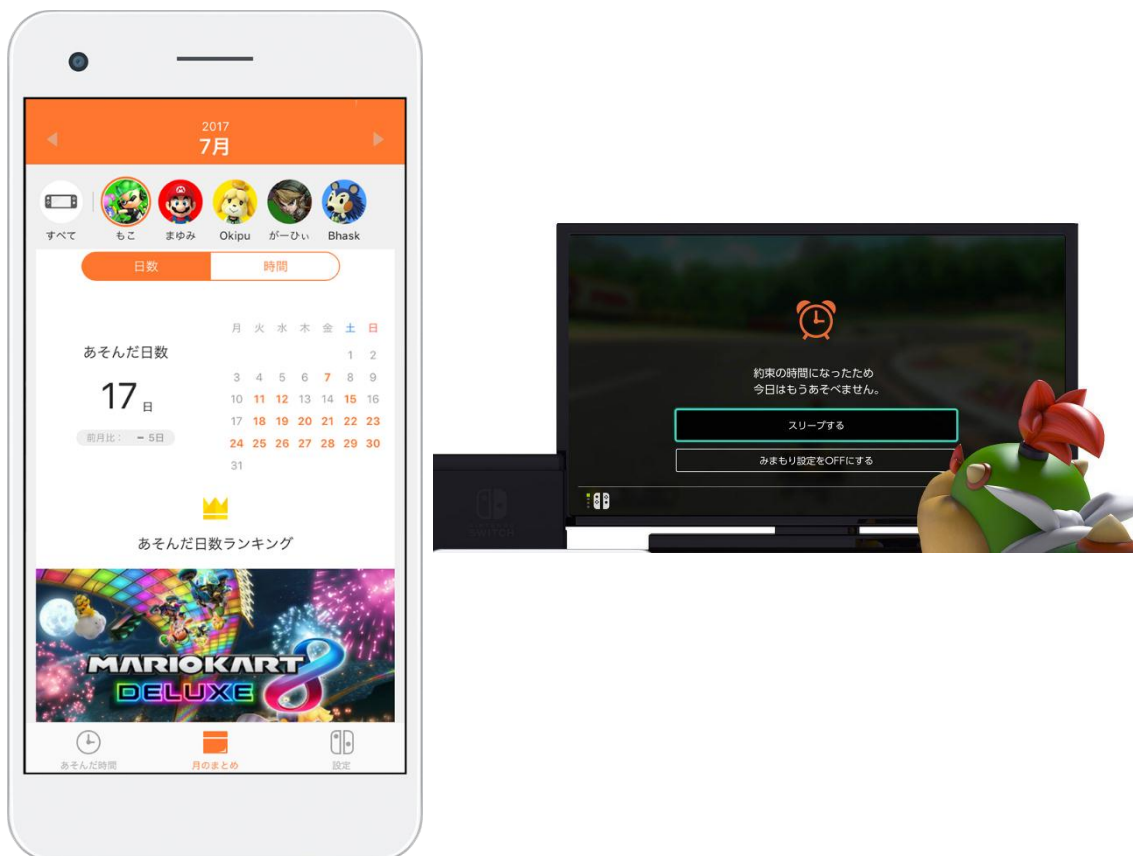 2017
7月
すべて
もこ
まゆみ
Okipu
がーひぃ
Bhask
日数
時間
あそんだ日数
17 日
前月比： － 5日
月 火 水 木 金 土 日
1 2
3 4 5 6 7 8 9
10 11 12 13 14 15 16
17 18 19 20 21 22 23
24 25 26 27 28 29 30
31
あそんだ日数ランキング
MARIOKART 8
DELUXE
あそんだ時間
月のまとめ
設定
約束の時間になったため
今日はもうあそべません。
スリープする
みまもり設定をOFFにする
SWITCH